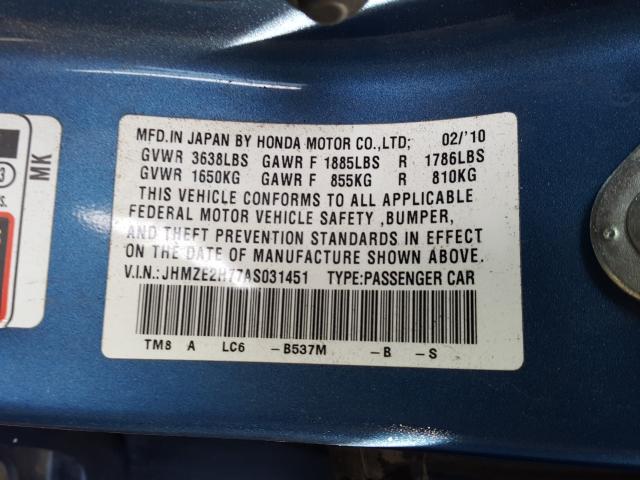 MFD.IN JAPAN BY HONDA MOTOR CO.,LTD; 02/'10
GVWR 3638LBS GAWR F 1885LBS R 1786LBS
GVWR 1650KG GAWR F 855KG R 810KG
THIS VEHICLE CONFORMS TO ALL APPLICABLE
FEDERAL MOTOR VEHICLE SAFETY ,BUMPER,
AND THEFT PREVENTION STANDARDS IN EFFECT
ON THE DATE OF MANUFACTURE SHOWN ABOVE.
V.I.N.:JHMZE2H77AS031451 TYPE:PASSENGER CAR
TM8 A LC6 -B537M -B -S
MK
3
S.